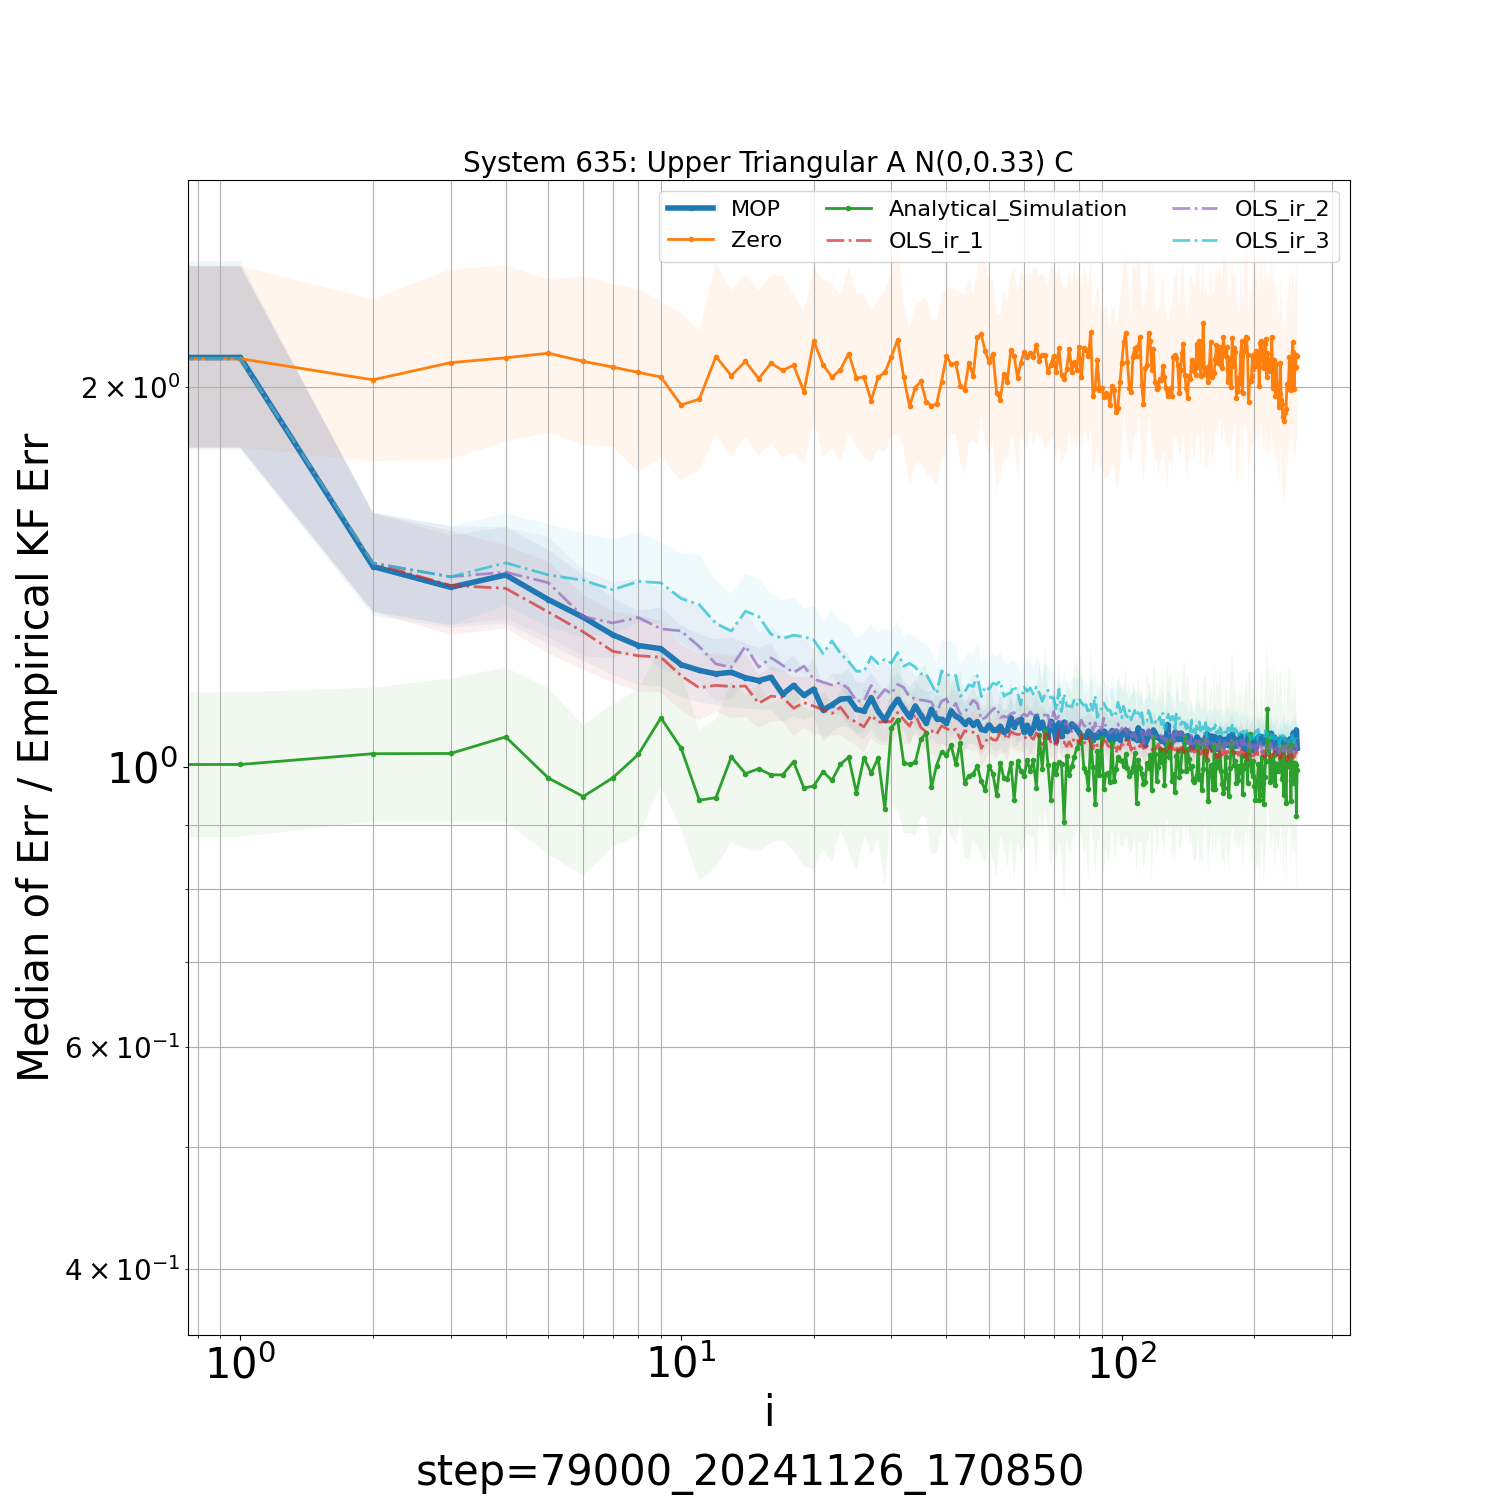 System 635: Upper Triangular A N(0,0.33) C
MOP
Zero
Analytical_Simulation
OLS_ir_1
OLS_ir_2
OLS_ir_3
Median of Err / Empirical KF Err
2 × 10⁰
10⁰
6 × 10⁻¹
4 × 10⁻¹
10⁰ 10¹ 10²
i
step=79000_20241126_170850